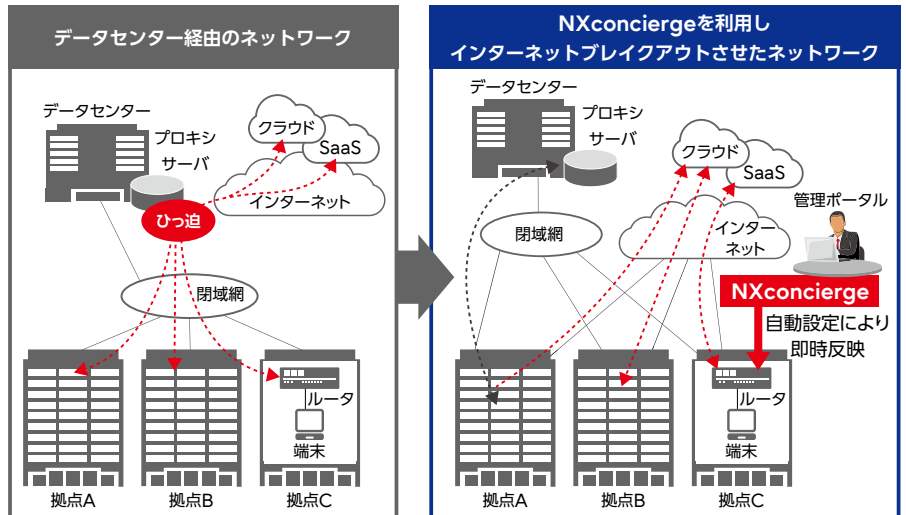 データセンター経由のネットワーク
データセンター
プロキシ
サーバ
クラウド
SaaS
インターネット
ひっ迫
閉域網
ルータ
端末
拠点A
拠点B
拠点C
NXconciergeを利用し
インターネットブレイクアウトさせたネットワーク
データセンター
プロキシ
サーバ
クラウド
SaaS
管理ポータル
閉域網
インター
ネット
NXconcierge
自動設定により
即時反映
ルータ
端末
拠点A
拠点B
拠点C